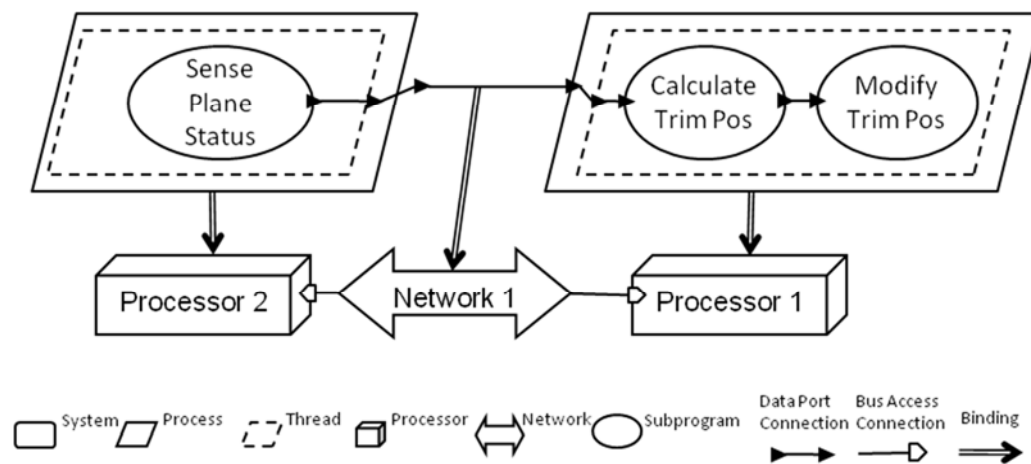 Sense
Plane
Status
Calculate
Trim Pos
Modify
Trim Pos
Processor 2
Network 1
Processor 1
System
Process
Thread
Processor
Network
Subprogram
Data Port
Connection
Bus Access
Connection
Binding